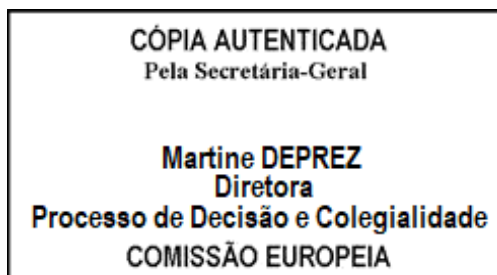 CÓPIA AUTENTICADA
Pela Secretária-Geral
Martine DEPREZ
Diretora
Processo de Decisão e Colegialidade
COMISSÃO EUROPEIA